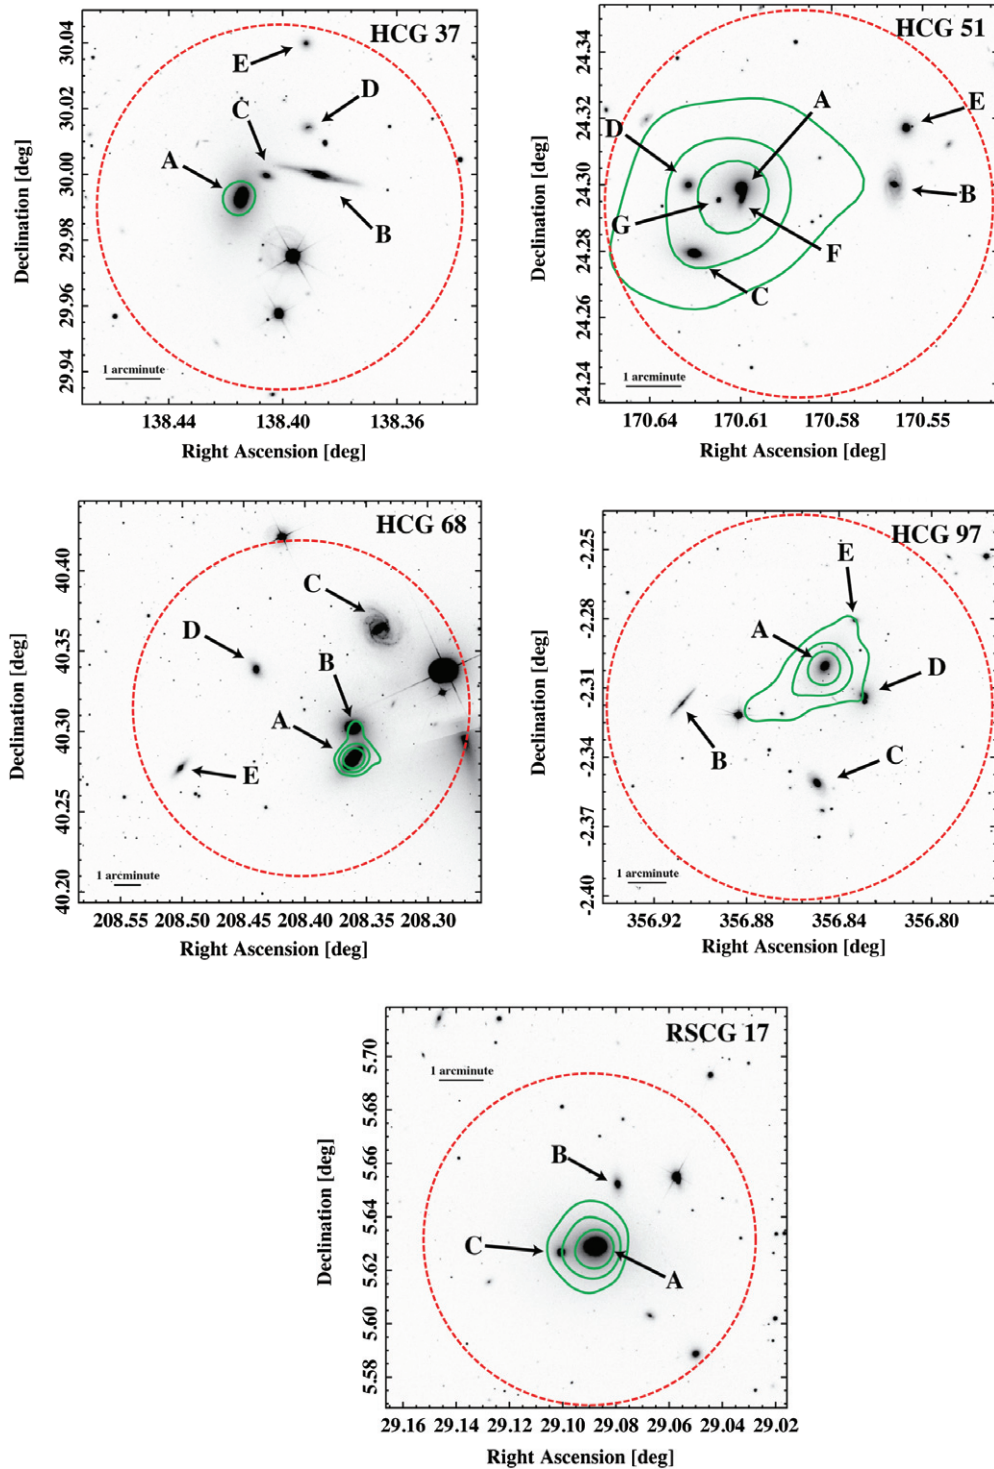 HCG 37
30.04
30.02
30.00
29.98
29.96
29.94
E
D
C
A
B
1 arcminute
138.44 138.40 138.36
Right Ascension [deg]
Declination [deg]
HCG 51
24.34
24.32
24.30
24.28
24.26
24.24
A
E
D
B
G
F
C
1 arcminute
170.64 170.61 170.58 170.55
Right Ascension [deg]
Declination [deg]
HCG 68
40.40
40.35
40.30
40.25
40.20
C
D
B
A
E
1 arcminute
208.55 208.50 208.44 208.40 208.35 208.30
Right Ascension [deg]
Declination [deg]
HCG 97
-2.25
-2.28
-2.31
-2.34
-2.37
-2.40
E
A
D
B
C
1 arcminute
356.92 356.88 356.84 356.80
Right Ascension [deg]
Declination [deg]
RSCG 17
5.70
5.68
5.66
5.64
5.62
5.60
5.58
1 arcminute
B
C
A
29.16 29.14 29.12 29.10 29.08 29.06 29.04 29.02
Right Ascension [deg]
Declination [deg]